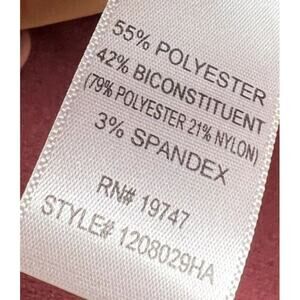 55% POLYESTER
42% BICONSTITUENT
(79% POLYESTER 21% NYLON)
3% SPANDEX
RN# 19747
STYLE# 1208029HA